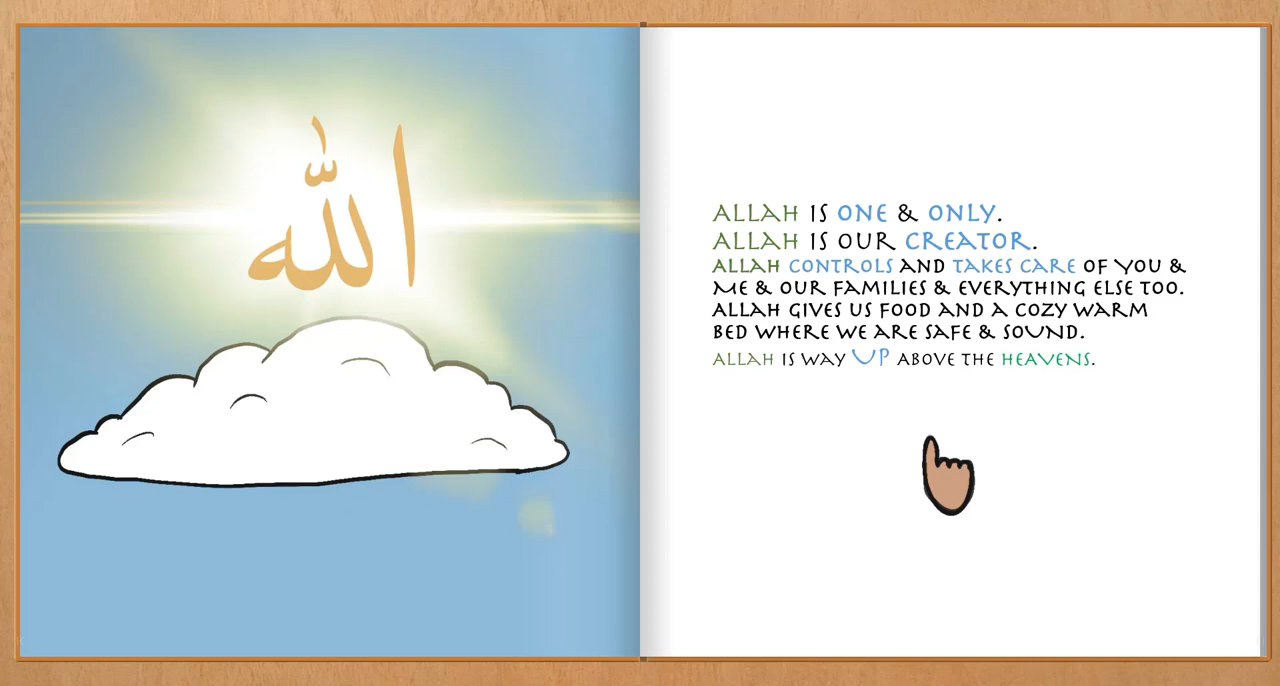 الله
ALLAH IS ONE & ONLY.
ALLAH IS OUR CREATOR.
ALLAH CONTROLS AND TAKES CARE OF YOU &
ME & OUR FAMILIES & EVERYTHING ELSE TOO.
ALLAH GIVES US FOOD AND A COZY WARM
BED WHERE WE ARE SAFE & SOUND.
ALLAH IS WAY UP ABOVE THE HEAVENS.